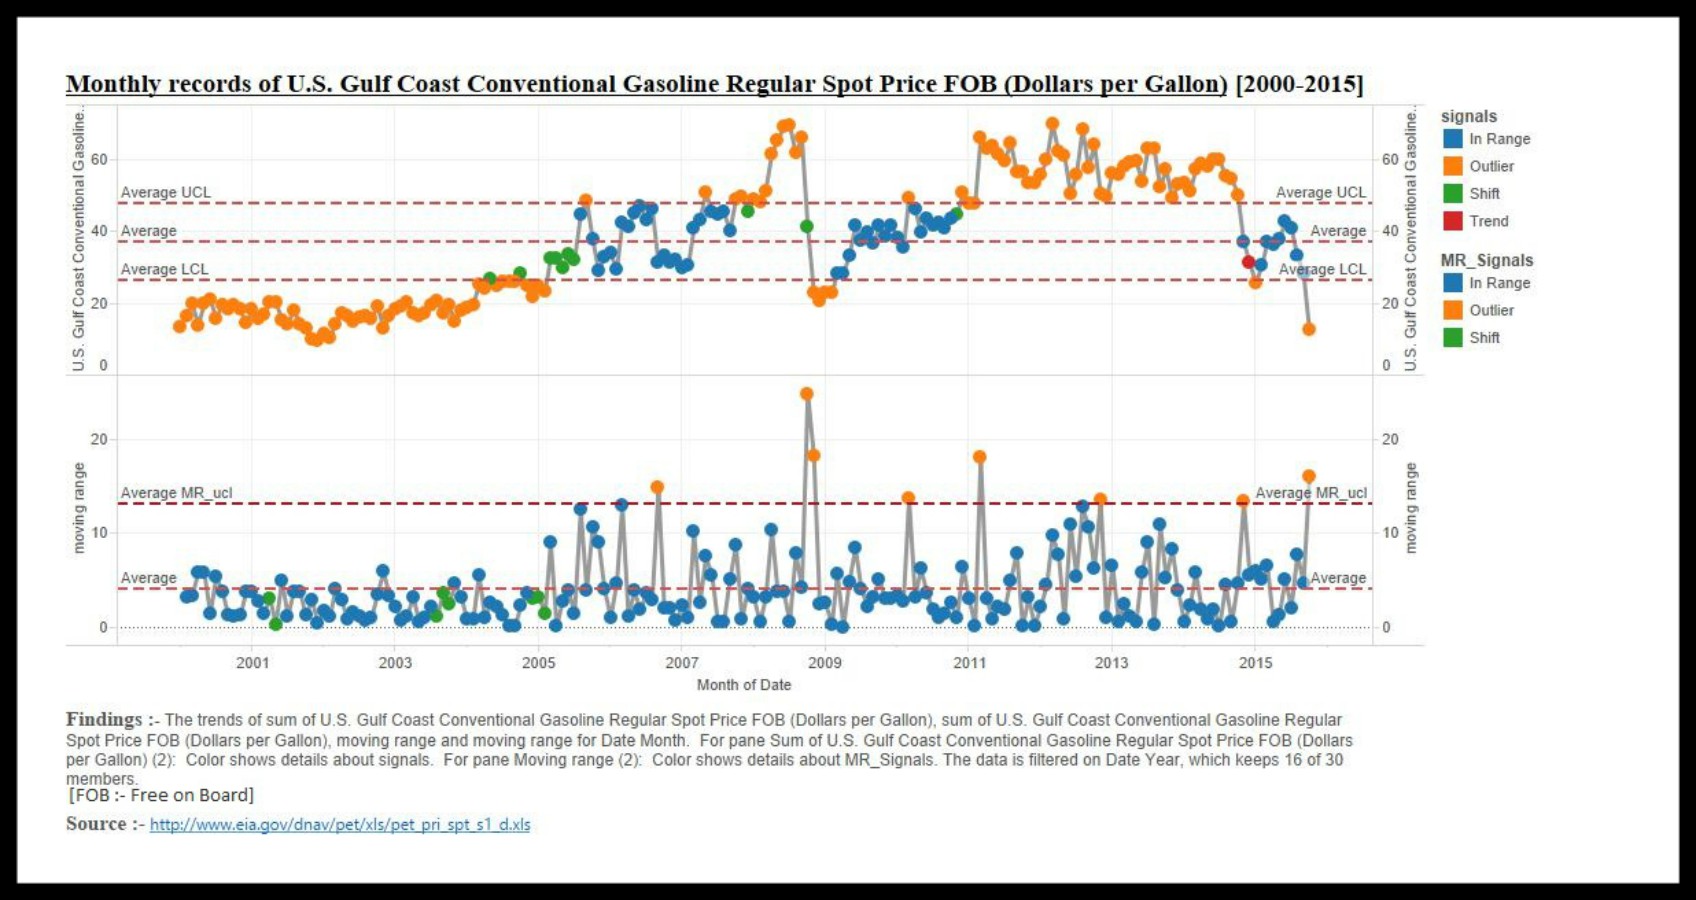 Monthly records of U.S. Gulf Coast Conventional Gasoline Regular Spot Price FOB (Dollars per Gallon) [2000-2015]
U.S. Gulf Coast Conventional Gasoline..
60
40
20
0
Average UCL
Average
Average LCL
Average UCL
Average
Average LCL
60
40
20
0
U.S. Gulf Coast Conventional Gasoline..
signals
In Range
Outlier
Shift
Trend
MR_Signals
In Range
Outlier
Shift
moving range
20
10
0
Average MR_ucl
Average
Average MR_ucl
Average
20
10
0
moving range
2001 2003 2005 2007 2009 2011 2013 2015
Month of Date
Findings :- The trends of sum of U.S. Gulf Coast Conventional Gasoline Regular Spot Price FOB (Dollars per Gallon), sum of U.S. Gulf Coast Conventional Gasoline Regular
Spot Price FOB (Dollars per Gallon), moving range and moving range for Date Month. For pane Sum of U.S. Gulf Coast Conventional Gasoline Regular Spot Price FOB (Dollars
per Gallon) (2): Color shows details about signals. For pane Moving range (2): Color shows details about MR_Signals. The data is filtered on Date Year, which keeps 16 of 30
members.
[FOB :- Free on Board]
Source :- http://www.eia.gov/dnav/pet/xls/pet_pri_spt_s1_d.xls